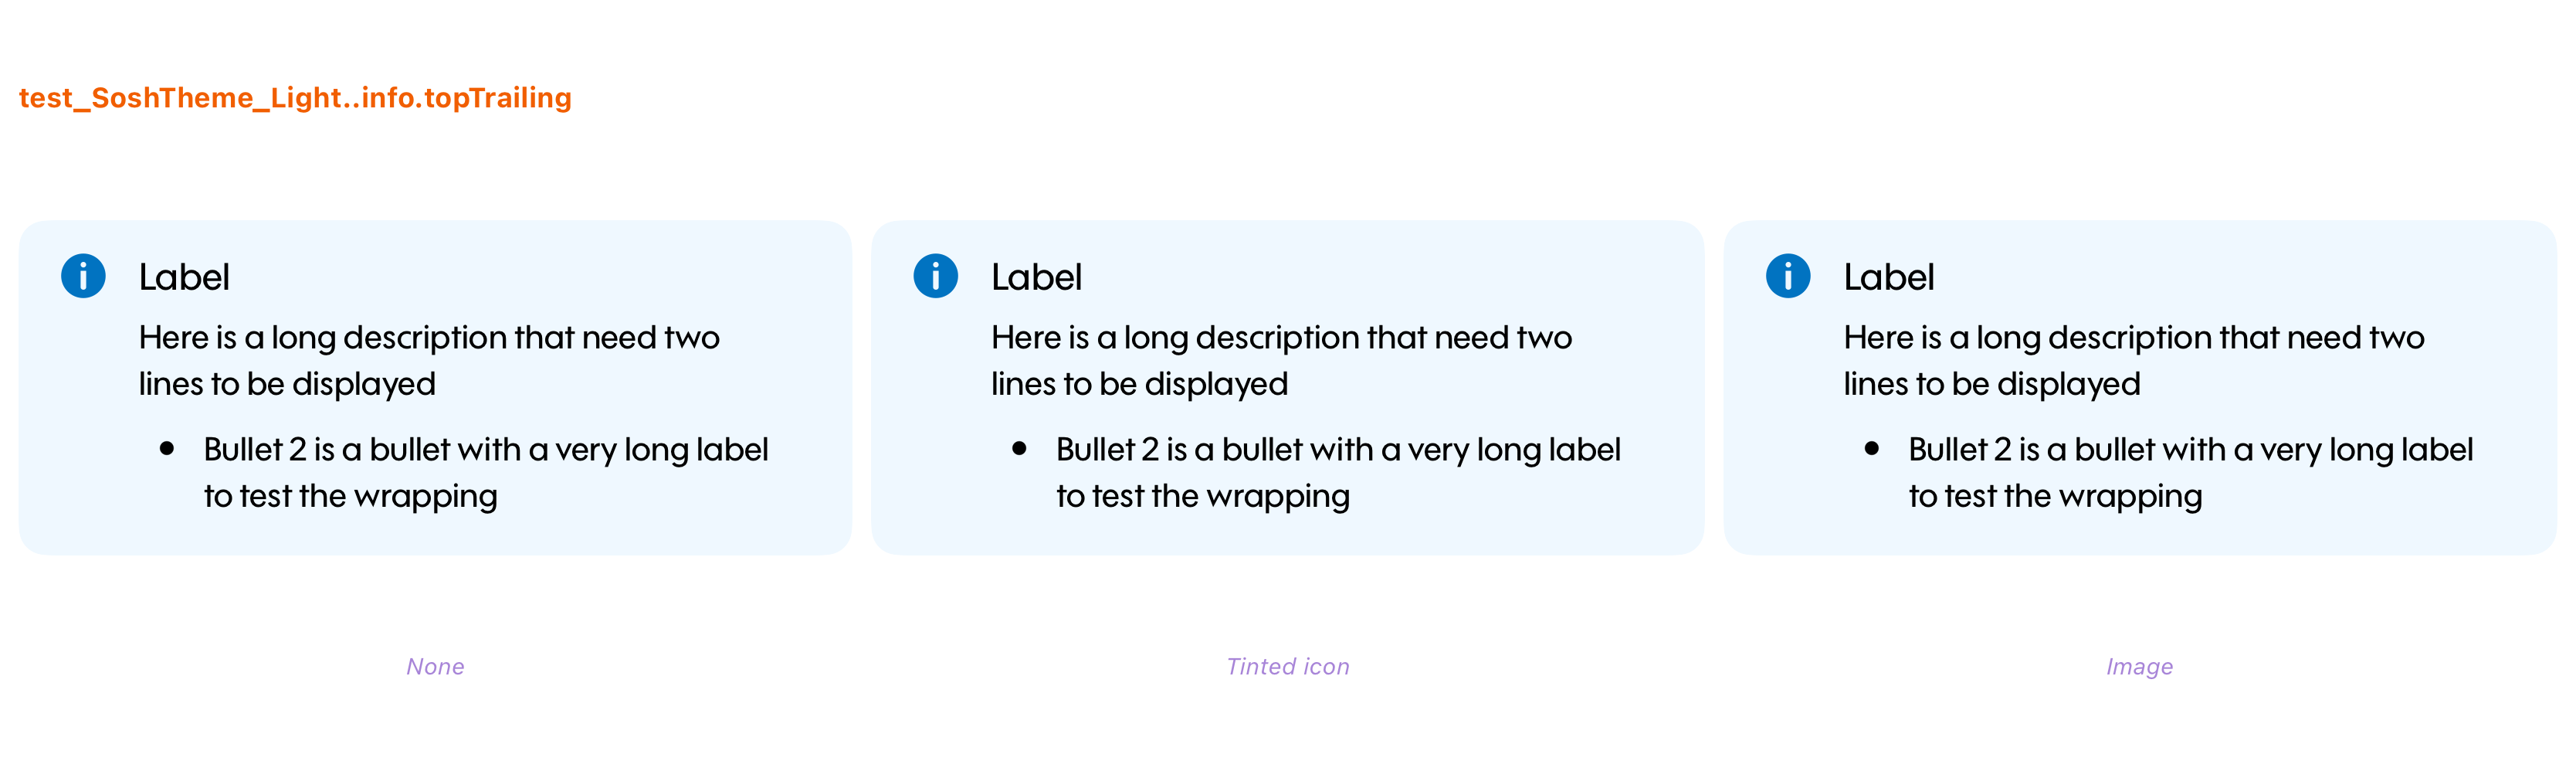 test_SoshTheme_Light..info.topTrailing
Label
Here is a long description that need two
lines to be displayed
• Bullet 2 is a bullet with a very long label
to test the wrapping
None
Label
Here is a long description that need two
lines to be displayed
• Bullet 2 is a bullet with a very long label
to test the wrapping
Tinted icon
Label
Here is a long description that need two
lines to be displayed
• Bullet 2 is a bullet with a very long label
to test the wrapping
Image